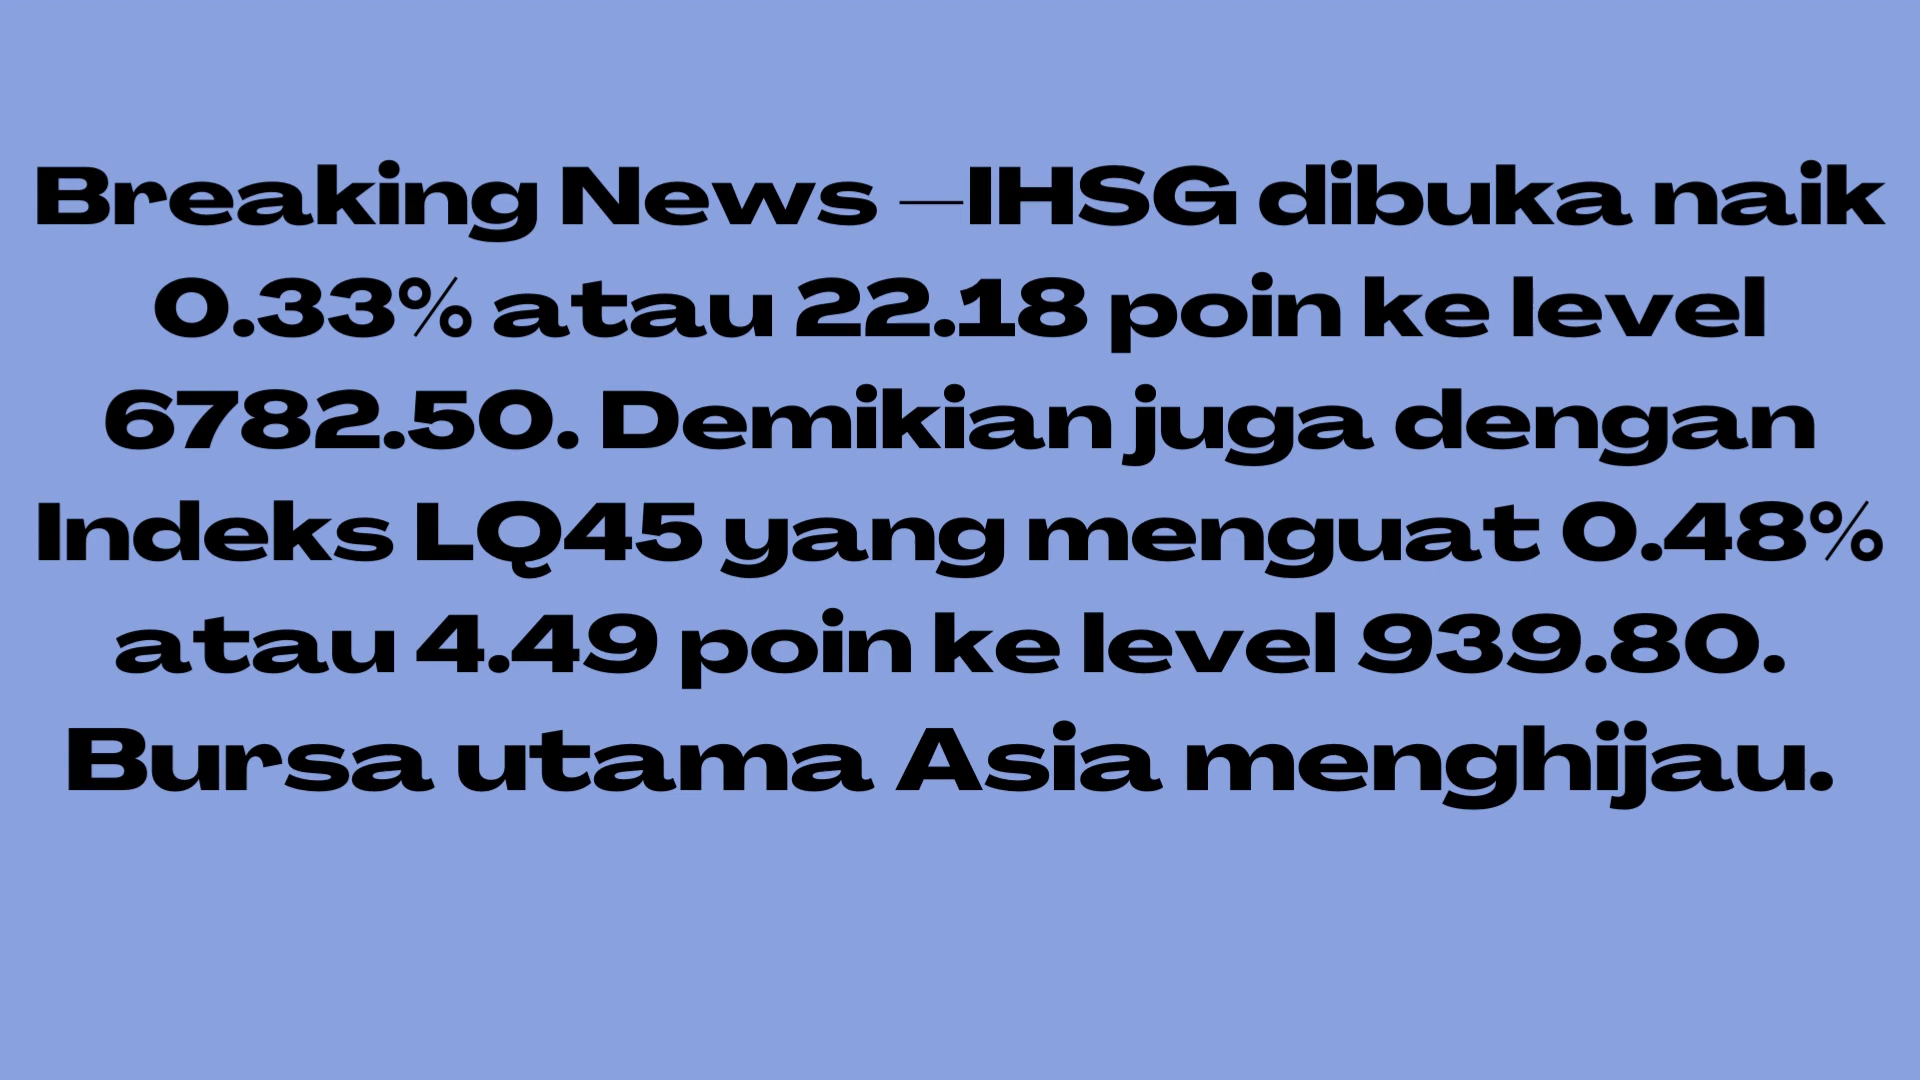 Breaking News —IHSG dibuka naik
0.33% atau 22.18 poin ke level
6782.50. Demikian juga dengan
Indeks LQ45 yang menguat 0.48%
atau 4.49 poin ke level 939.80.
Bursa utama Asia menghijau.